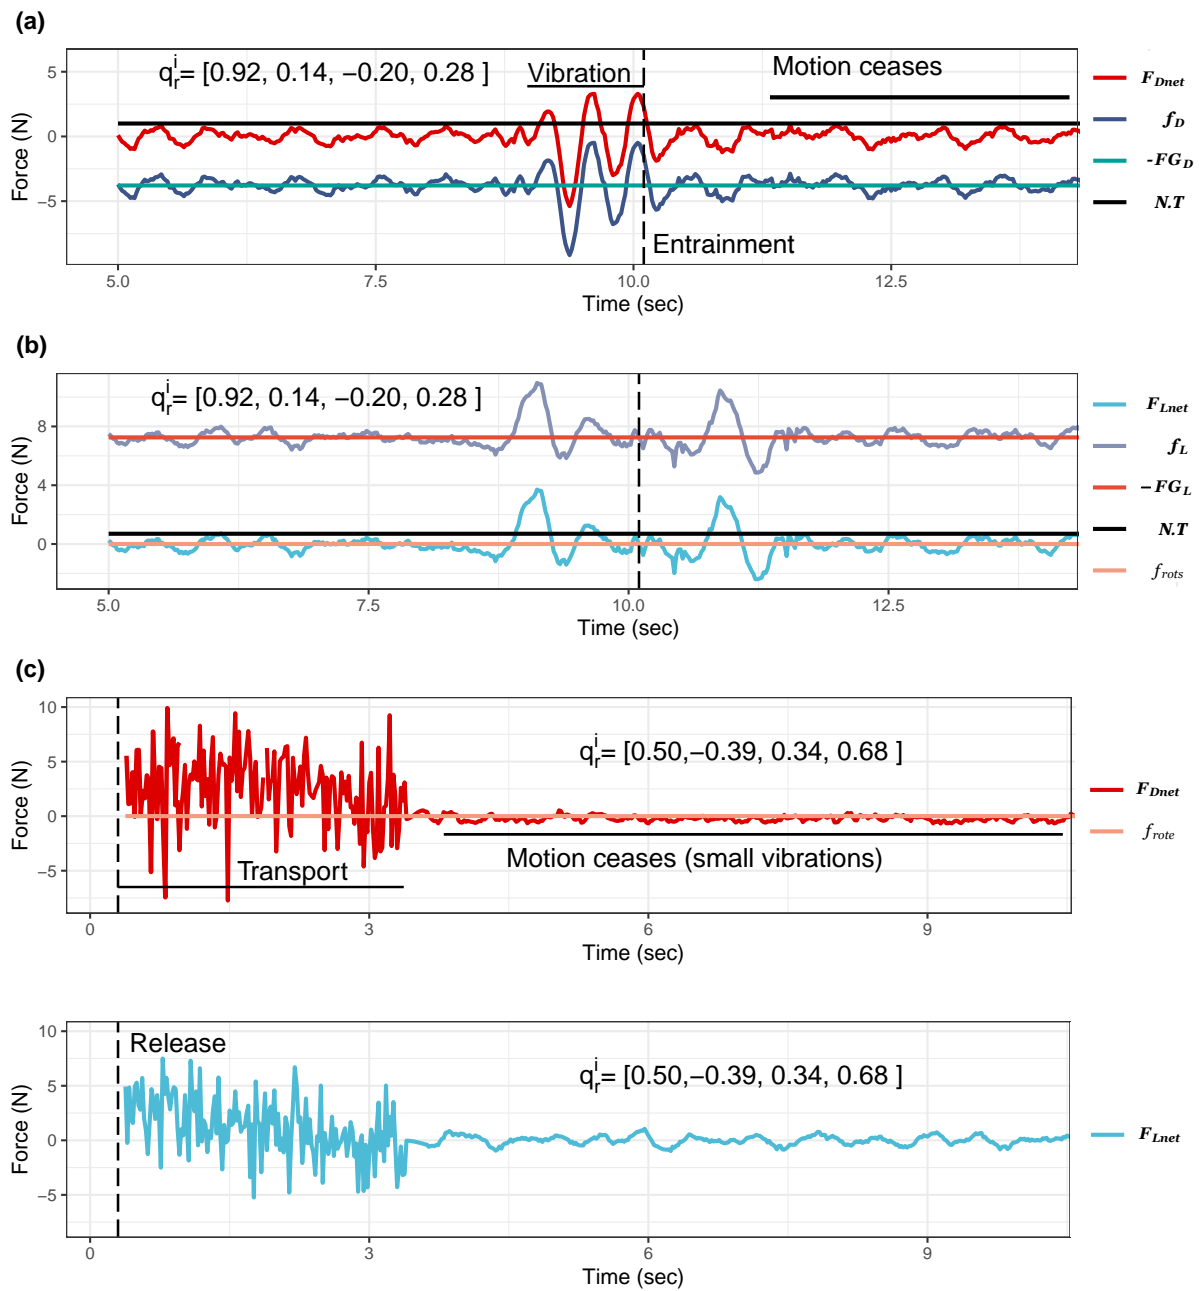 (a)
q_r^i= [0.92, 0.14, −0.20, 0.28 ]
Vibration
Motion ceases
Entrainment
Force (N)
5
0
−5
5.0
7.5
10.0
12.5
Time (sec)
F_Dnet
f_D
-FG_D
N.T
(b)
q_r^i= [0.92, 0.14, −0.20, 0.28 ]
Force (N)
8
4
0
5.0
7.5
10.0
12.5
Time (sec)
F_Lnet
f_L
−FG_L
N.T
f_rots
(c)
q_r^i= [0.50,−0.39, 0.34, 0.68 ]
Transport
Motion ceases (small vibrations)
Force (N)
10
5
0
−5
0
3
6
9
Time (sec)
F_Dnet
f_rote
Release
q_r^i= [0.50,−0.39, 0.34, 0.68 ]
Force (N)
10
5
0
−5
0
3
6
9
Time (sec)
F_Lnet